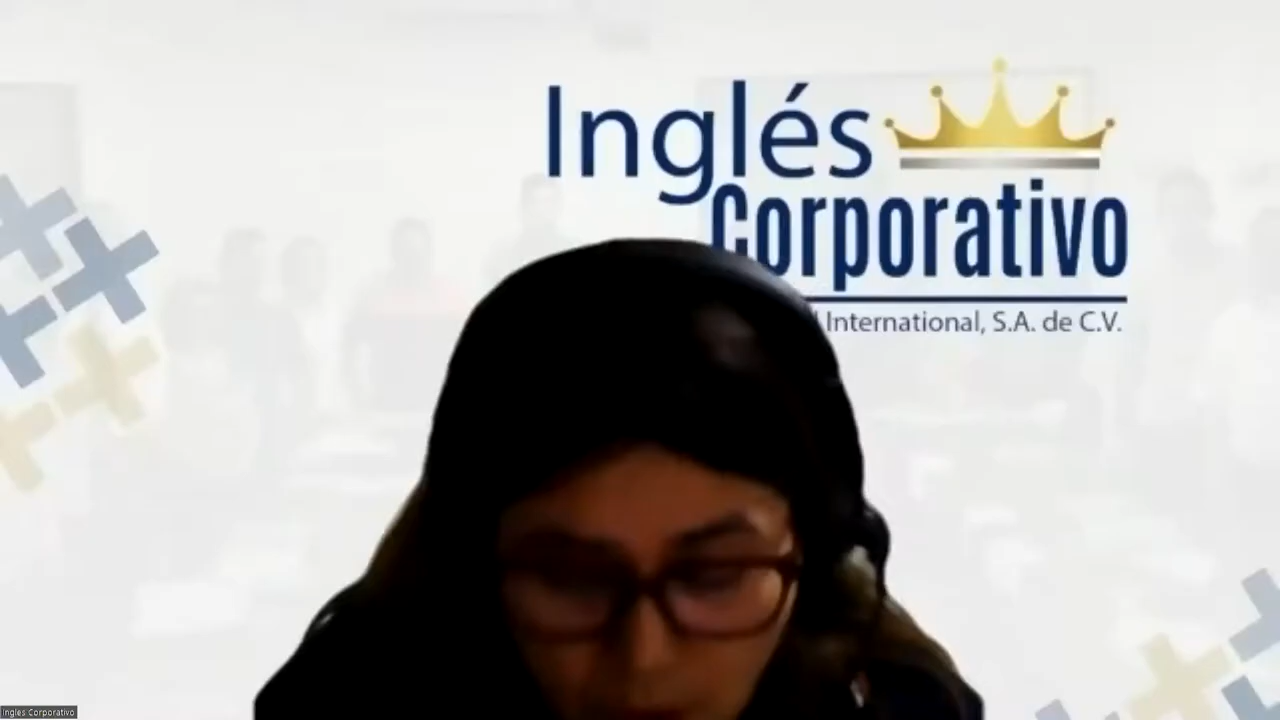 Inglés
Corporativo
International, S.A. de C.V.
Ingles Corporativo